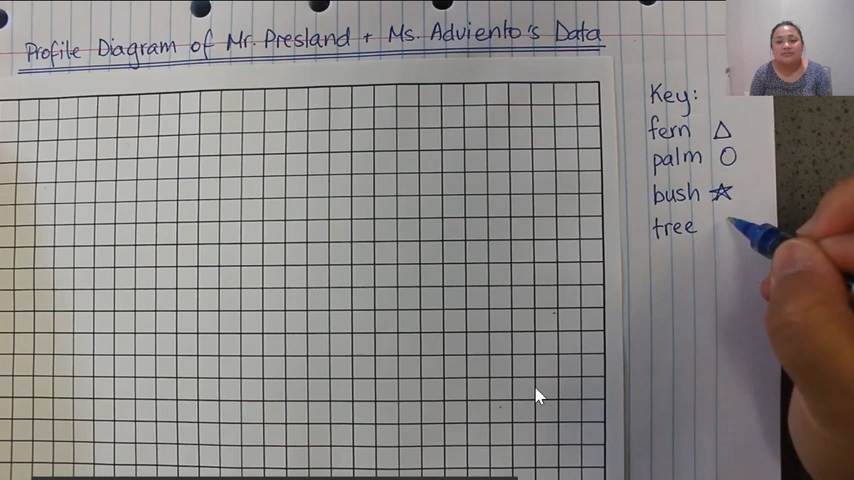 Profile Diagram of Mr. Presland + Ms. Adviento's Data
Key:
fern
palm
bush
tree